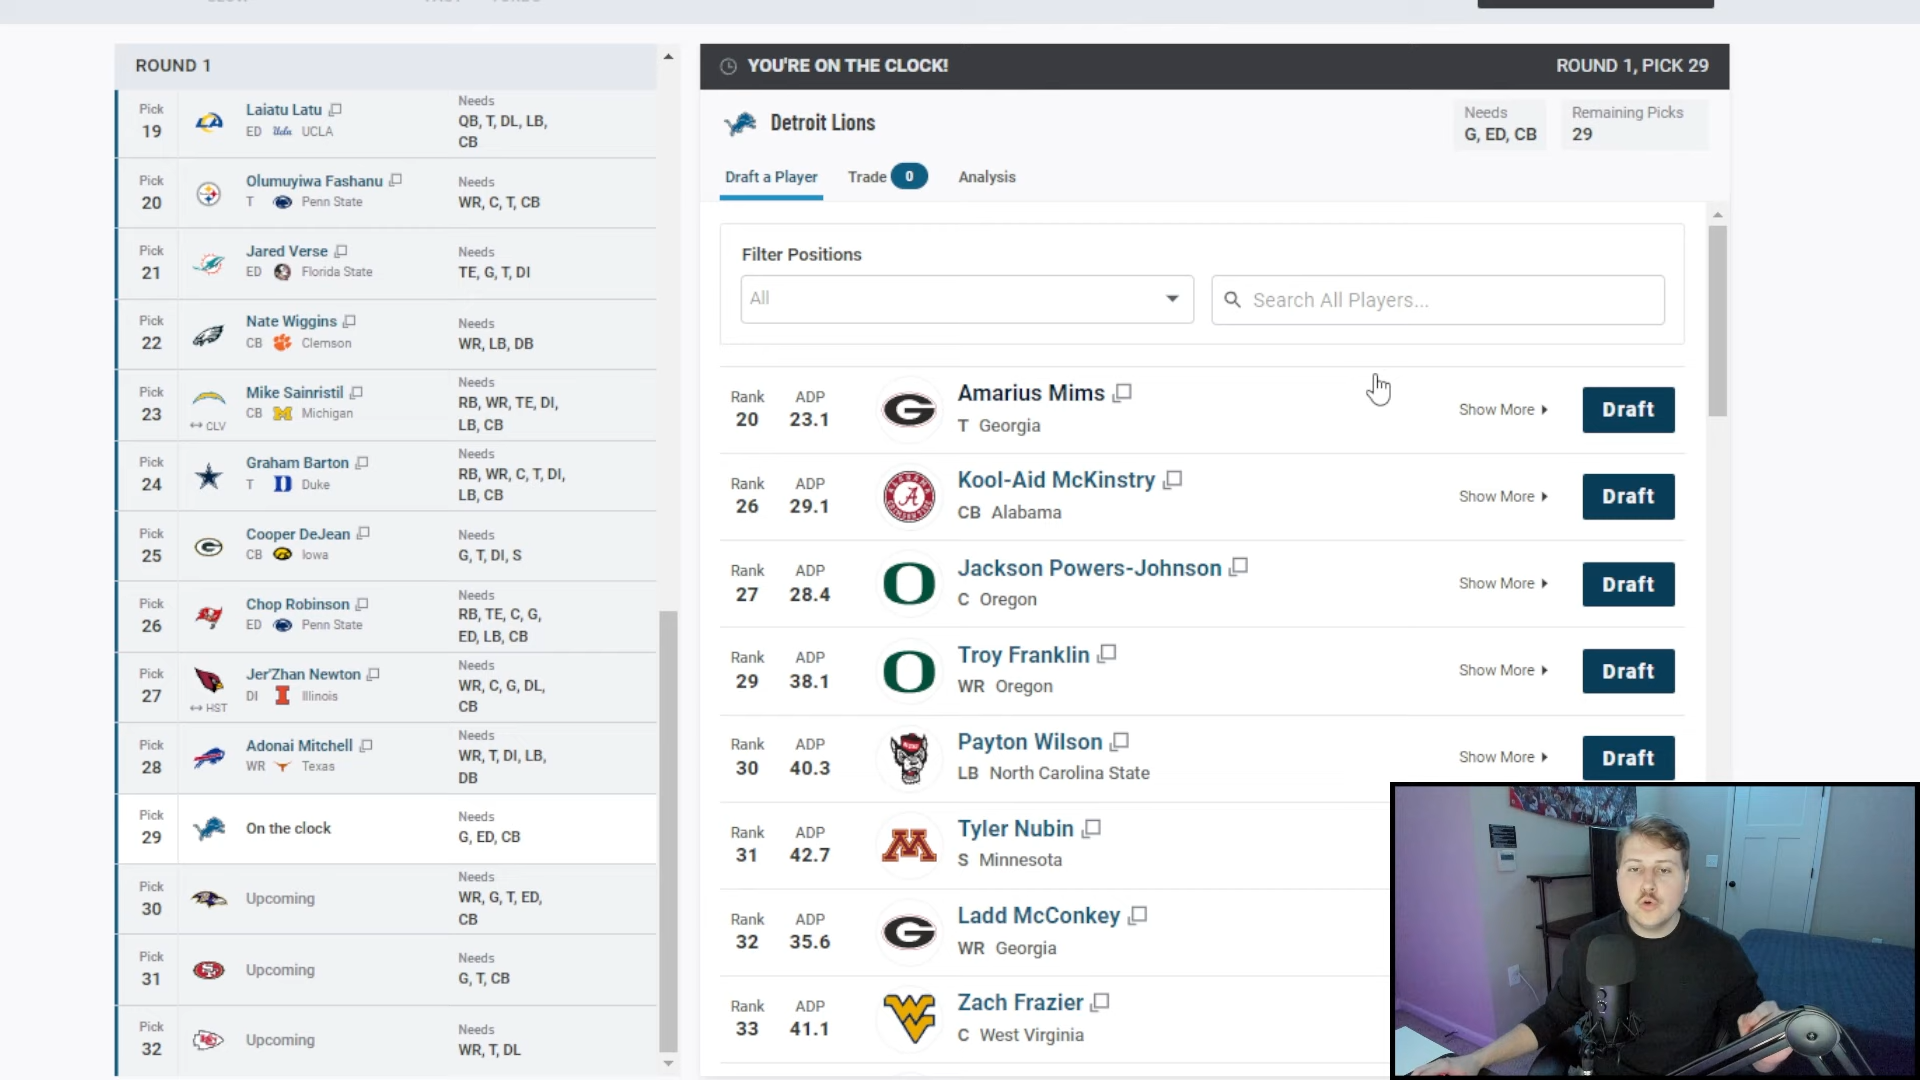 ROUND 1
Pick
19
Laiatu Latu
ED Ucla UCLA
Needs
QB, T, DL, LB,
CB
Pick
20
Olumuyiwa Fashanu
T Penn State
Needs
WR, C, T, CB
Pick
21
Jared Verse
ED Florida State
Needs
TE, G, T, DI
Pick
22
Nate Wiggins
CB Clemson
Needs
WR, LB, DB
Pick
23
↔ CLV
Mike Sainristil
CB Michigan
Needs
RB, WR, TE, DI,
LB, CB
Pick
24
Graham Barton
T Duke
Needs
RB, WR, C, T, DI,
LB, CB
Pick
25
Cooper DeJean
CB Iowa
Needs
G, T, DI, S
Pick
26
Chop Robinson
ED Penn State
Needs
RB, TE, C, G,
ED, LB, CB
Pick
27
↔ HST
Jer'Zhan Newton
DI Illinois
Needs
WR, C, G, DL,
CB
Pick
28
Adonai Mitchell
WR Texas
Needs
WR, T, DI, LB,
DB
Pick
29
On the clock
Needs
G, ED, CB
Pick
30
Upcoming
Needs
WR, G, T, ED,
CB
Pick
31
Upcoming
Needs
G, T, CB
Pick
32
Upcoming
Needs
WR, T, DL
YOU'RE ON THE CLOCK!
ROUND 1, PICK 29
Detroit Lions
Needs
G, ED, CB
Remaining Picks
29
Draft a Player
Trade 0
Analysis
Filter Positions
All
Search All Players...
Rank
20
ADP
23.1
Amarius Mims
T Georgia
Show More
Draft
Rank
26
ADP
29.1
ALABAMA
A
Kool-Aid McKinstry
CB Alabama
Show More
Draft
Rank
27
ADP
28.4
Jackson Powers-Johnson
C Oregon
Show More
Draft
Rank
29
ADP
38.1
Troy Franklin
WR Oregon
Show More
Draft
Rank
30
ADP
40.3
Payton Wilson
LB North Carolina State
Show More
Draft
Rank
31
ADP
42.7
Tyler Nubin
S Minnesota
Rank
32
ADP
35.6
Ladd McConkey
WR Georgia
Rank
33
ADP
41.1
Zach Frazier
C West Virginia